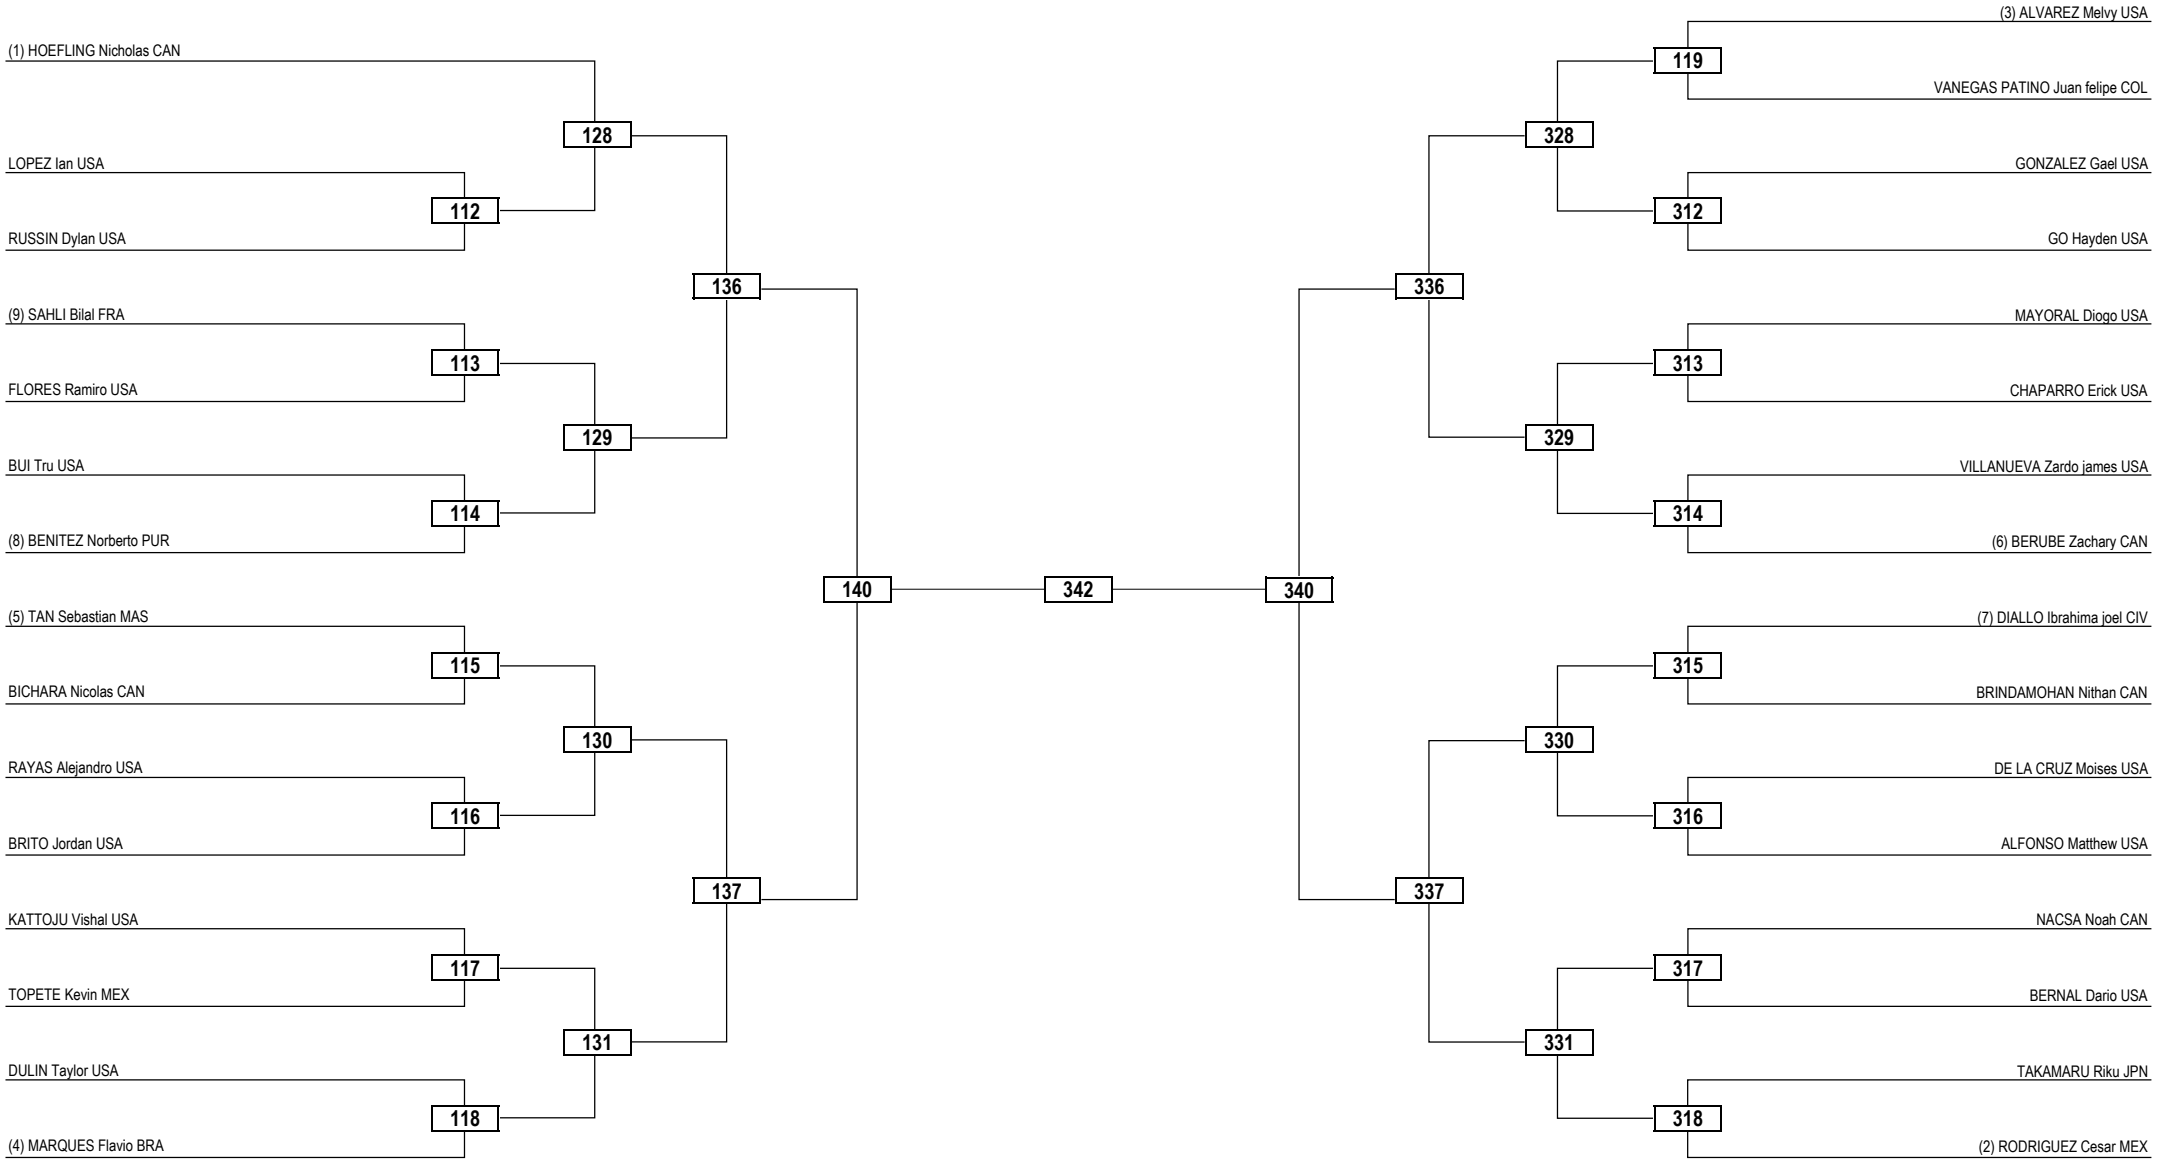 (3) ALVAREZ Melvy USA
(1) HOEFLING Nicholas CAN
119
VANEGAS PATINO Juan felipe COL
128
328
LOPEZ Ian USA
GONZALEZ Gael USA
112
312
RUSSIN Dylan USA
GO Hayden USA
136
336
(9) SAHLI Bilal FRA
MAYORAL Diogo USA
113
313
FLORES Ramiro USA
CHAPARRO Erick USA
129
329
BUI Tru USA
VILLANUEVA Zardo james USA
114
314
(8) BENITEZ Norberto PUR
(6) BERUBE Zachary CAN
140
342
340
(5) TAN Sebastian MAS
(7) DIALLO Ibrahima joel CIV
115
315
BICHARA Nicolas CAN
BRINDAMOHAN Nithan CAN
130
330
RAYAS Alejandro USA
DE LA CRUZ Moises USA
116
316
BRITO Jordan USA
ALFONSO Matthew USA
137
337
KATTOJU Vishal USA
NACSA Noah CAN
117
317
TOPETE Kevin MEX
BERNAL Dario USA
131
331
DULIN Taylor USA
TAKAMARU Riku JPN
118
318
(4) MARQUES Flavio BRA
(2) RODRIGUEZ Cesar MEX